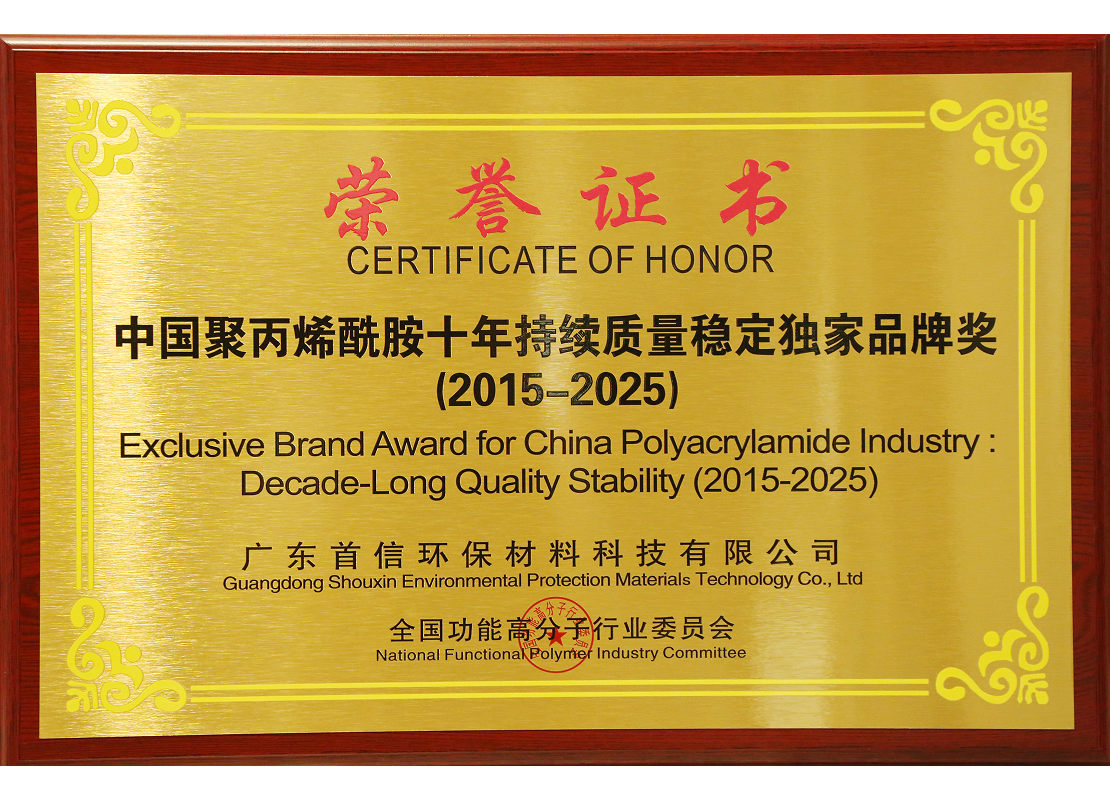 荣誉证书
CERTIFICATE OF HONOR
中国聚丙烯酰胺十年持续质量稳定独家品牌奖
(2015-2025)
Exclusive Brand Award for China Polyacrylamide Industry :
Decade-Long Quality Stability (2015-2025)
广东首信环保材料科技有限公司
Guangdong Shouxin Environmental Protection Materials Technology Co., Ltd
全国功能高分子行业委员会
National Functional Polymer Industry Committee